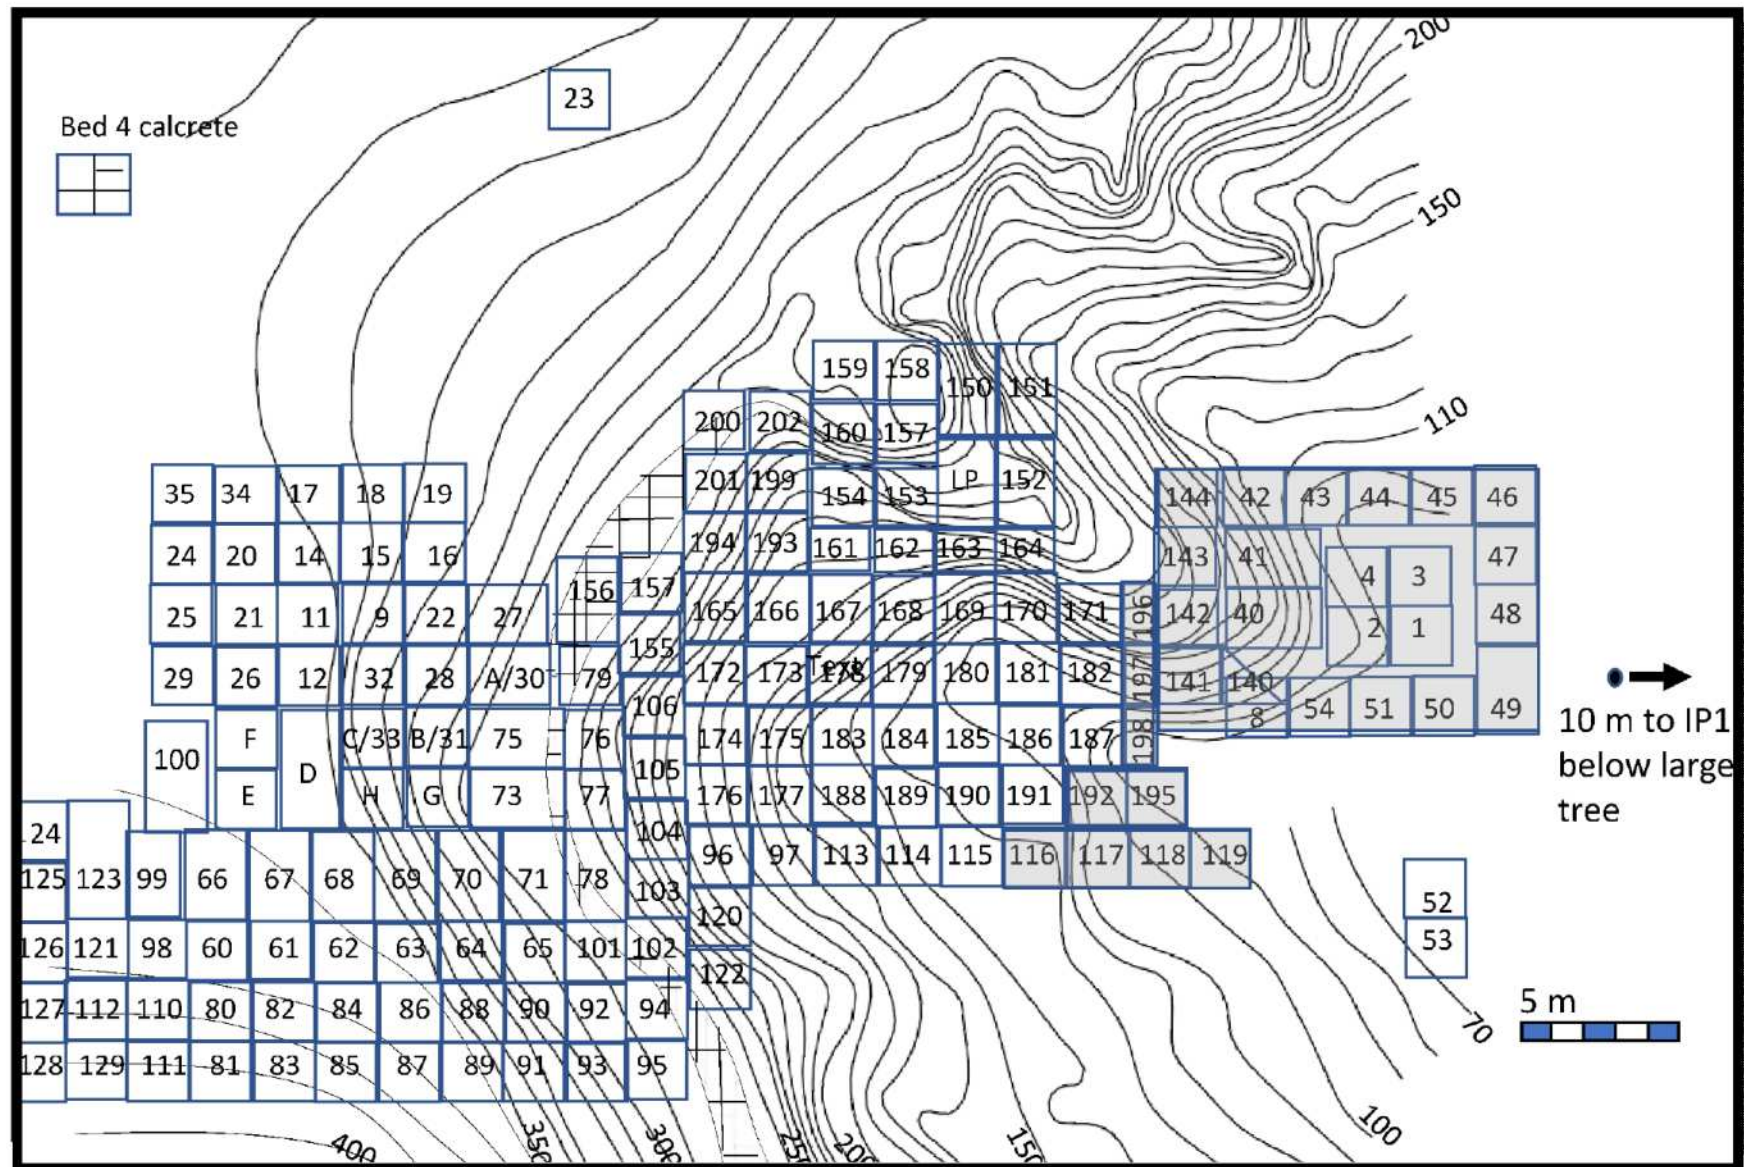 200
23
Bed 4 calcrete
150
159 158
150 151
110
200 202 160 157
35 34 17 18 19
201 199 154 153 LP 152
144 42 43 44 45 46
24 20 14 15 16
194 193 161 162 163 164
143 41 4 3 47
156 157
25 21 11 9 22 27
165 166 167 168 169 170 171 196 142 40 2 1 48
155
29 26 12 32 28 A/30 79
172 173 178 Text 179 180 181 182 197 141 140
106
8 54 51 50 49
10 m to IP1
below large
tree
100 F D C/33 B/31 75 76
174 175 183 184 185 186 187 198
105
E H G 73 77
176 177 188 189 190 191 192 195
104
24
96 97 113 114 115 116 117 118 119
125 123 99 66 67 68 69 70 71 78 103
52
120
53
126 121 98 60 61 62 63 64 65 101 102
122
5 m
127 112 110 80 82 84 86 88 90 92 94
70
128 129 111 81 83 85 87 89 91 93 95
400 350 300 250 200 150 100